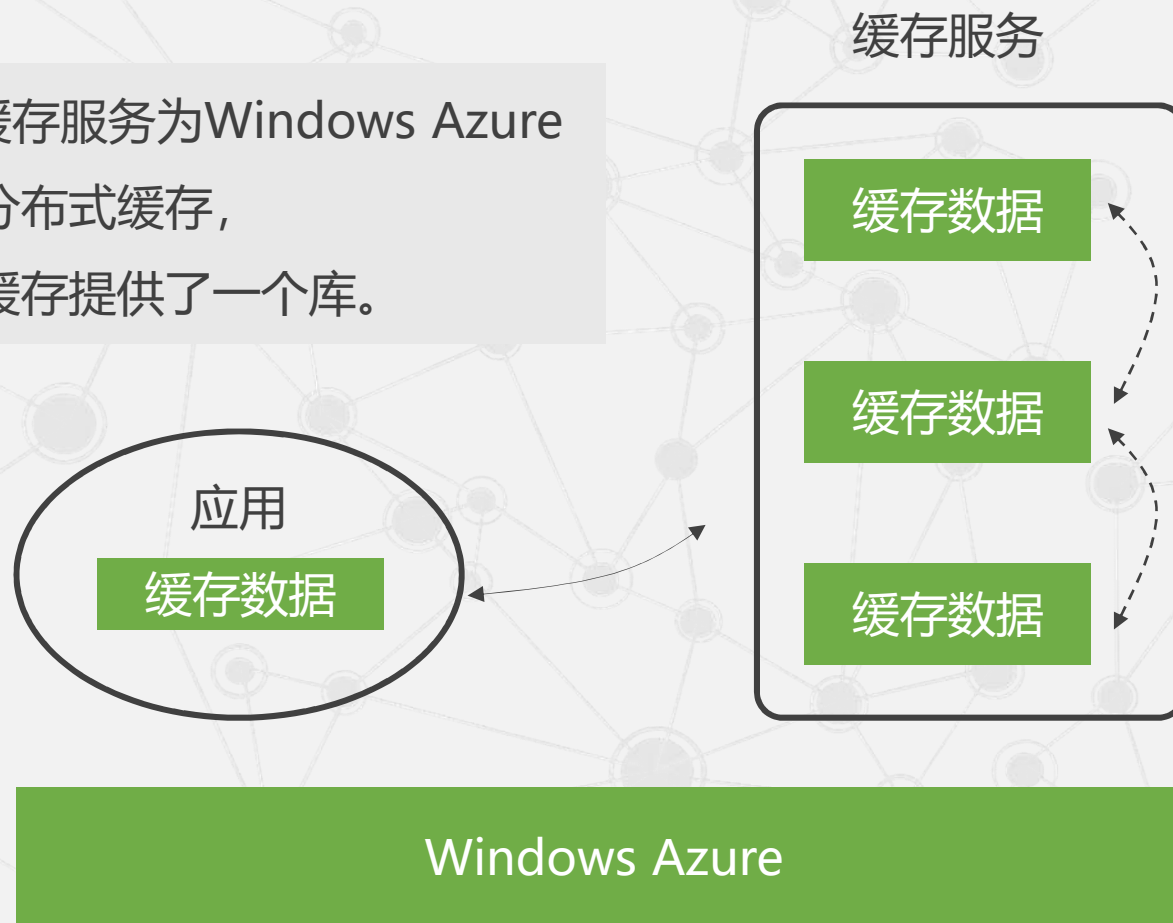 缓存服务
缓存服务为Windows Azure
分布式缓存，
缓存提供了一个库。
缓存数据
缓存数据
应用
缓存数据
缓存数据
Windows Azure